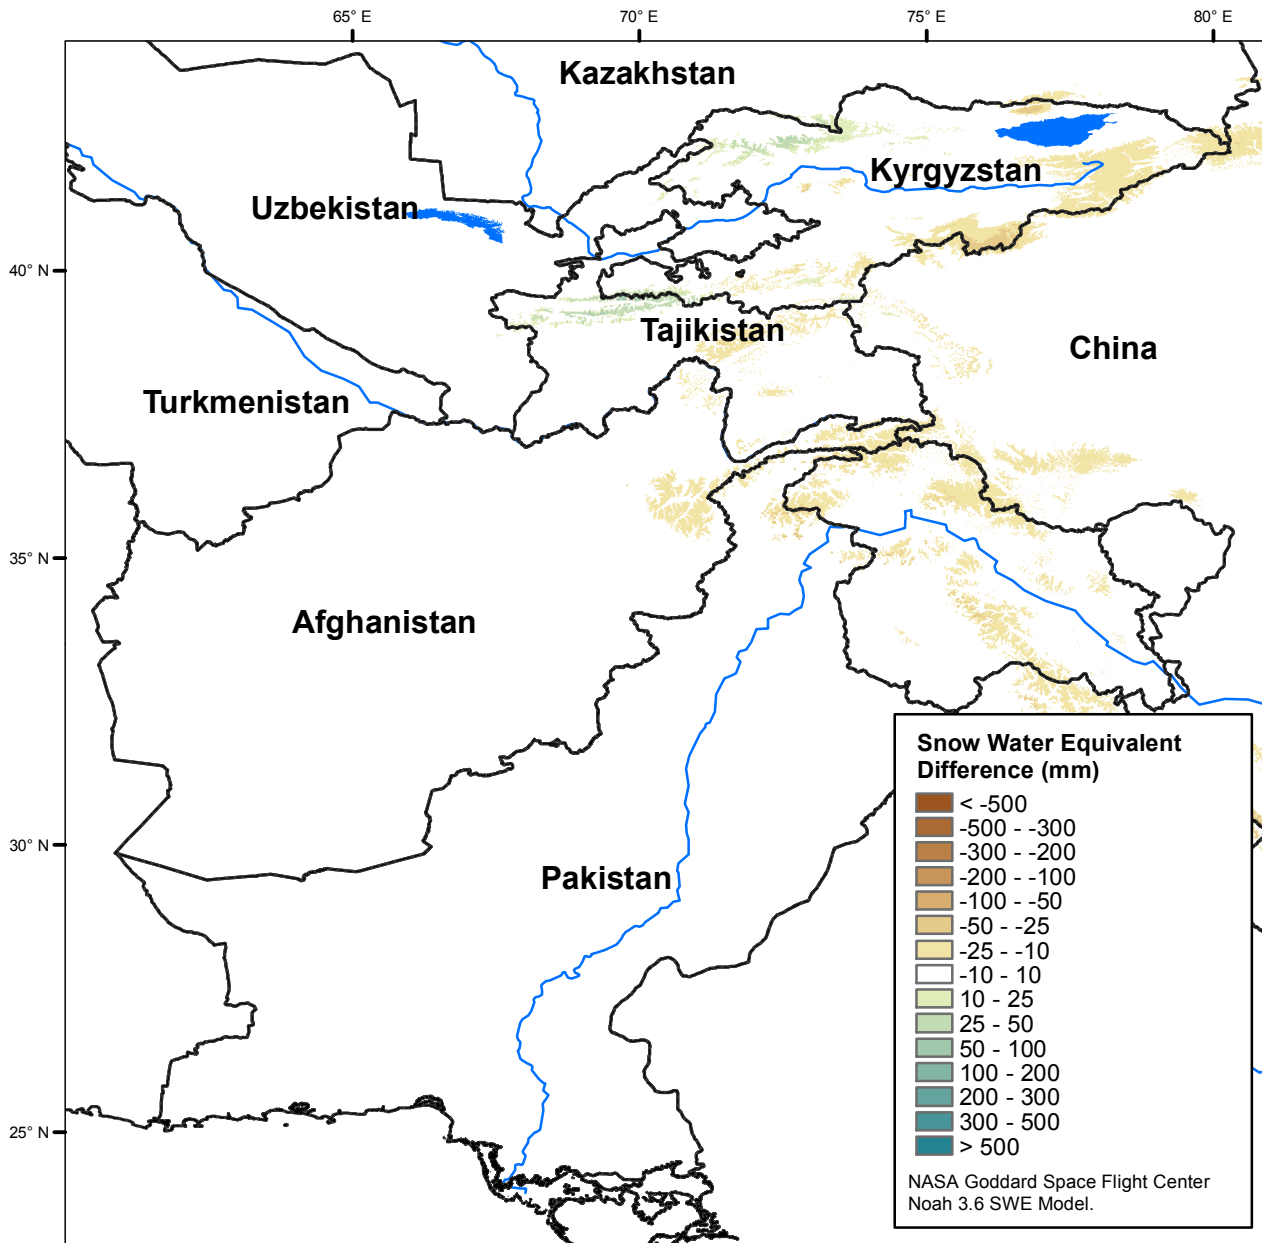 65° E
70° E
75° E
80° E
Kazakhstan
Kyrgyzstan
Uzbekistan
40° N
Tajikistan
China
Turkmenistan
35° N
Afghanistan
30° N
Pakistan
25° N
Snow Water Equivalent
Difference (mm)
< -500
-500 - -300
-300 - -200
-200 - -100
-100 - -50
-50 - -25
-25 - -10
-10 - 10
10 - 25
25 - 50
50 - 100
100 - 200
200 - 300
300 - 500
> 500
NASA Goddard Space Flight Center
Noah 3.6 SWE Model.